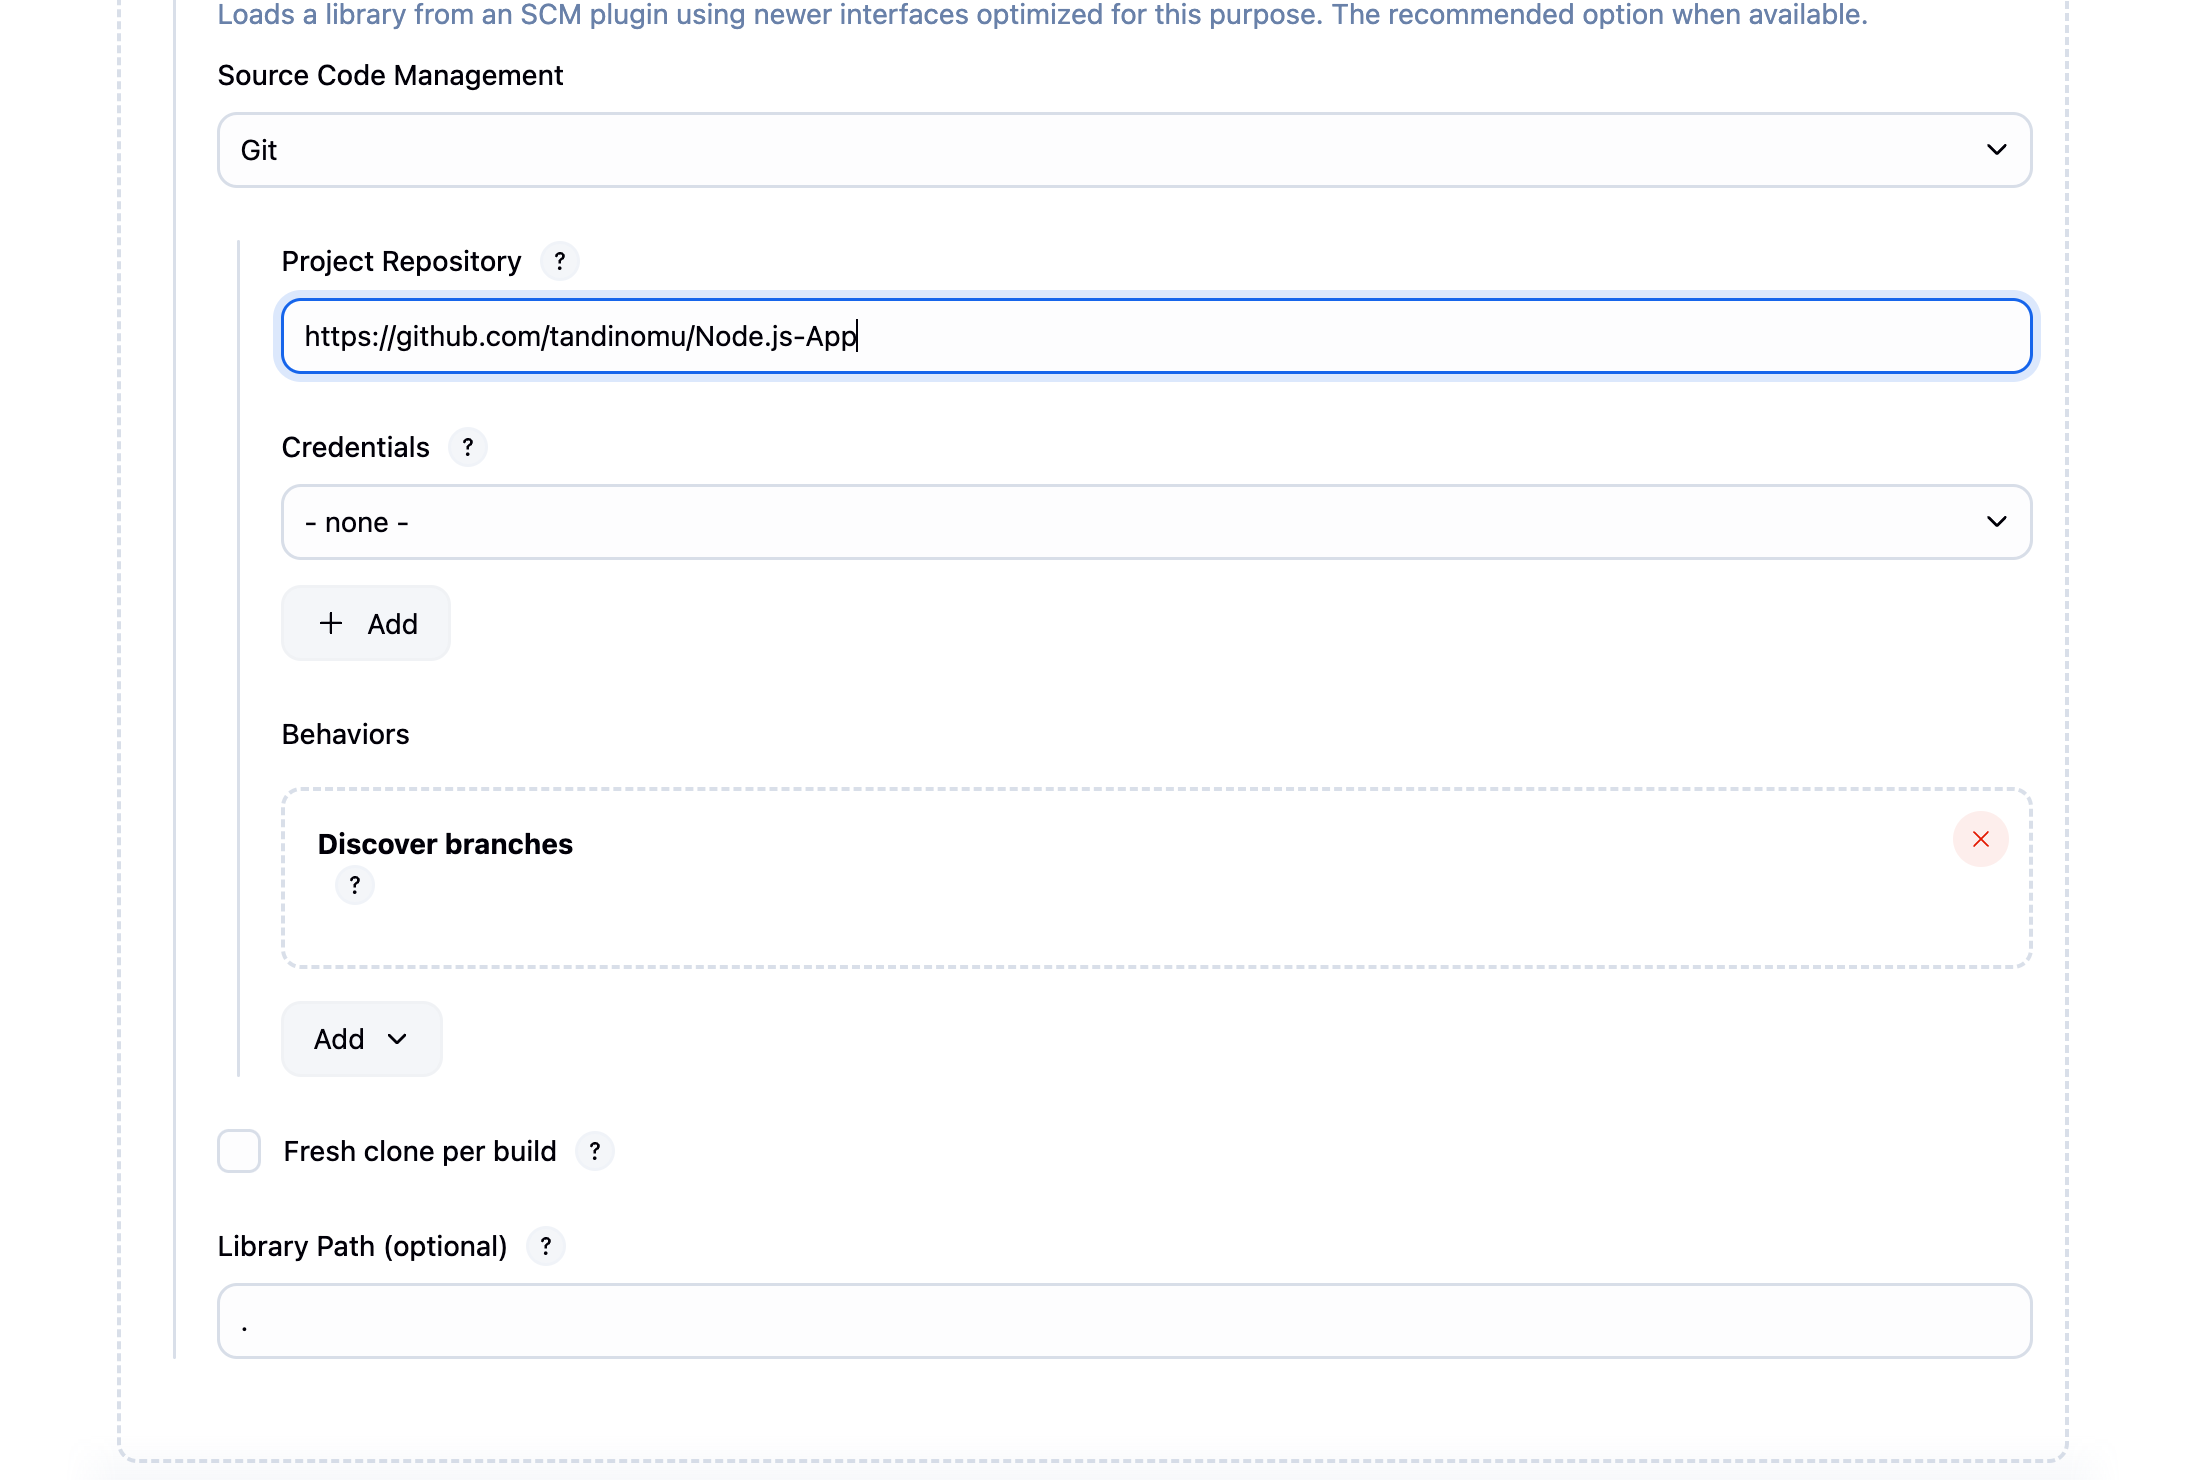 Loads a library from an SCM plugin using newer interfaces optimized for this purpose. The recommended option when available.
Source Code Management
Git
Project Repository ?
https://github.com/tandinomu/Node.js-App
Credentials ?
- none -
+ Add
Behaviors
Discover branches
?
Add
Fresh clone per build ?
Library Path (optional) ?
.